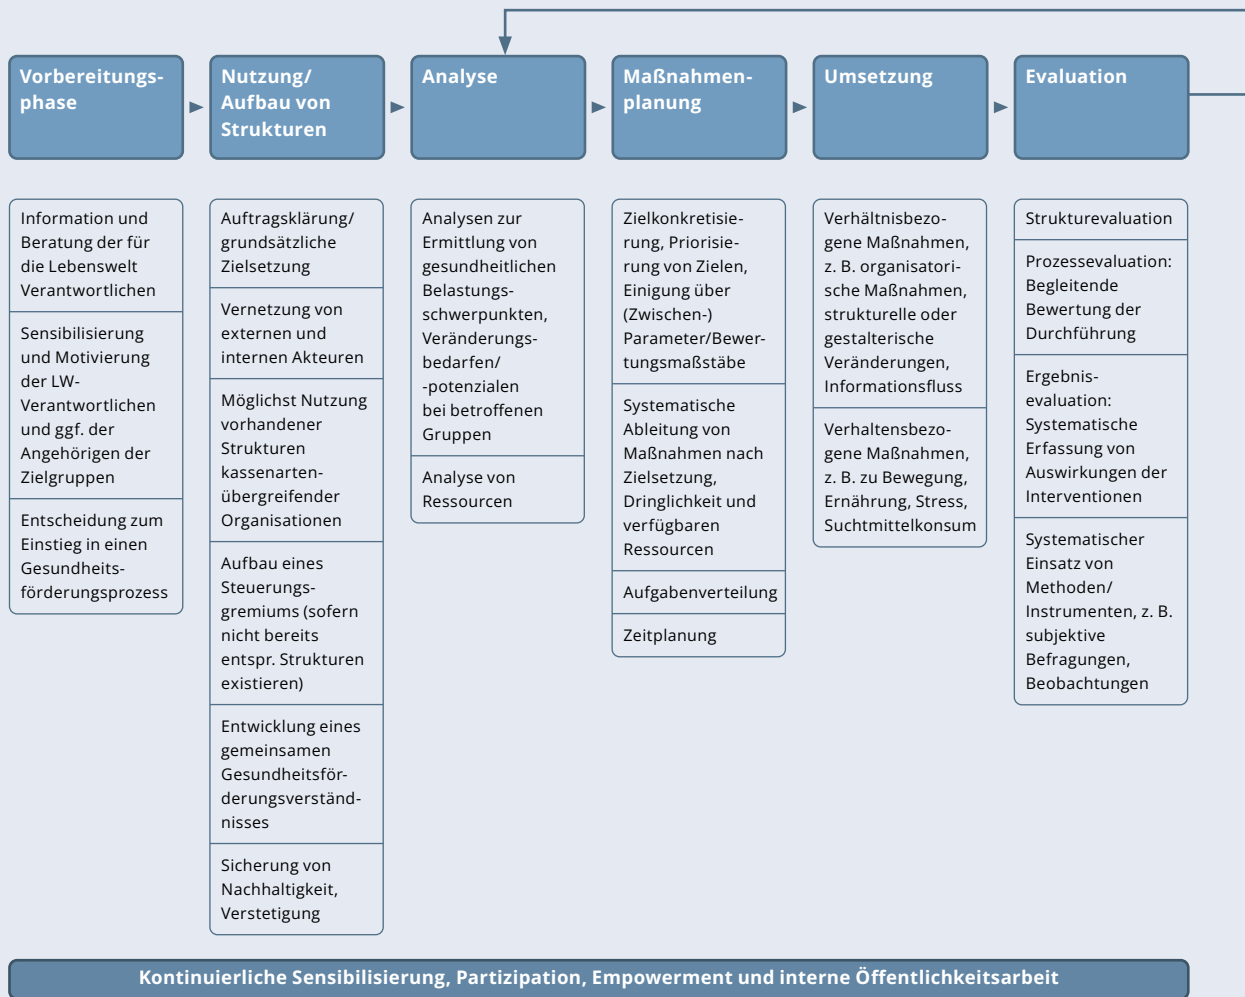 Vorbereitungs-
phase
Nutzung/
Aufbau von
Strukturen
Analyse
Maßnahmen-
planung
Umsetzung
Evaluation
Information und
Beratung der für
die Lebenswelt
Verantwortlichen
Sensibilisierung
und Motivierung
der LW-
Verantwortlichen
und ggf. der
Angehörigen der
Zielgruppen
Entscheidung zum
Einstieg in einen
Gesundheits-
förderungsprozess
Auftragsklärung/
grundsätzliche
Zielsetzung
Vernetzung von
externen und
internen Akteuren
Möglichst Nutzung
vorhandener
Strukturen
kassenarten-
übergreifender
Organisationen
Aufbau eines
Steuerungs-
gremiums (sofern
nicht bereits
entspr. Strukturen
existieren)
Entwicklung eines
gemeinsamen
Gesundheitsför-
derungsverständ-
nisses
Sicherung von
Nachhaltigkeit,
Verstetigung
Analysen zur
Ermittlung von
gesundheitlichen
Belastungs-
schwerpunkten,
Veränderungs-
bedarfen/
-potenzialen
bei betroffenen
Gruppen
Analyse von
Ressourcen
Zielkonkretisie-
rung, Priorisie-
rung von Zielen,
Einigung über
(Zwischen-)
Parameter/Bewer-
tungsmaßstäbe
Systematische
Ableitung von
Maßnahmen nach
Zielsetzung,
Dringlichkeit und
verfügbaren
Ressourcen
Aufgabenverteilung
Zeitplanung
Verhältnisbezo-
gene Maßnahmen,
z. B. organisatori-
sche Maßnahmen,
strukturelle oder
gestalterische
Veränderungen,
Informationsfluss
Verhaltensbezo-
gene Maßnahmen,
z. B. zu Bewegung,
Ernährung, Stress,
Suchtmittelkonsum
Strukturevaluation
Prozessevaluation:
Begleitende
Bewertung der
Durchführung
Ergebnis-
evaluation:
Systematische
Erfassung von
Auswirkungen der
Interventionen
Systematischer
Einsatz von
Methoden/
Instrumenten, z. B.
subjektive
Befragungen,
Beobachtungen
Kontinuierliche Sensibilisierung, Partizipation, Empowerment und interne Öffentlichkeitsarbeit